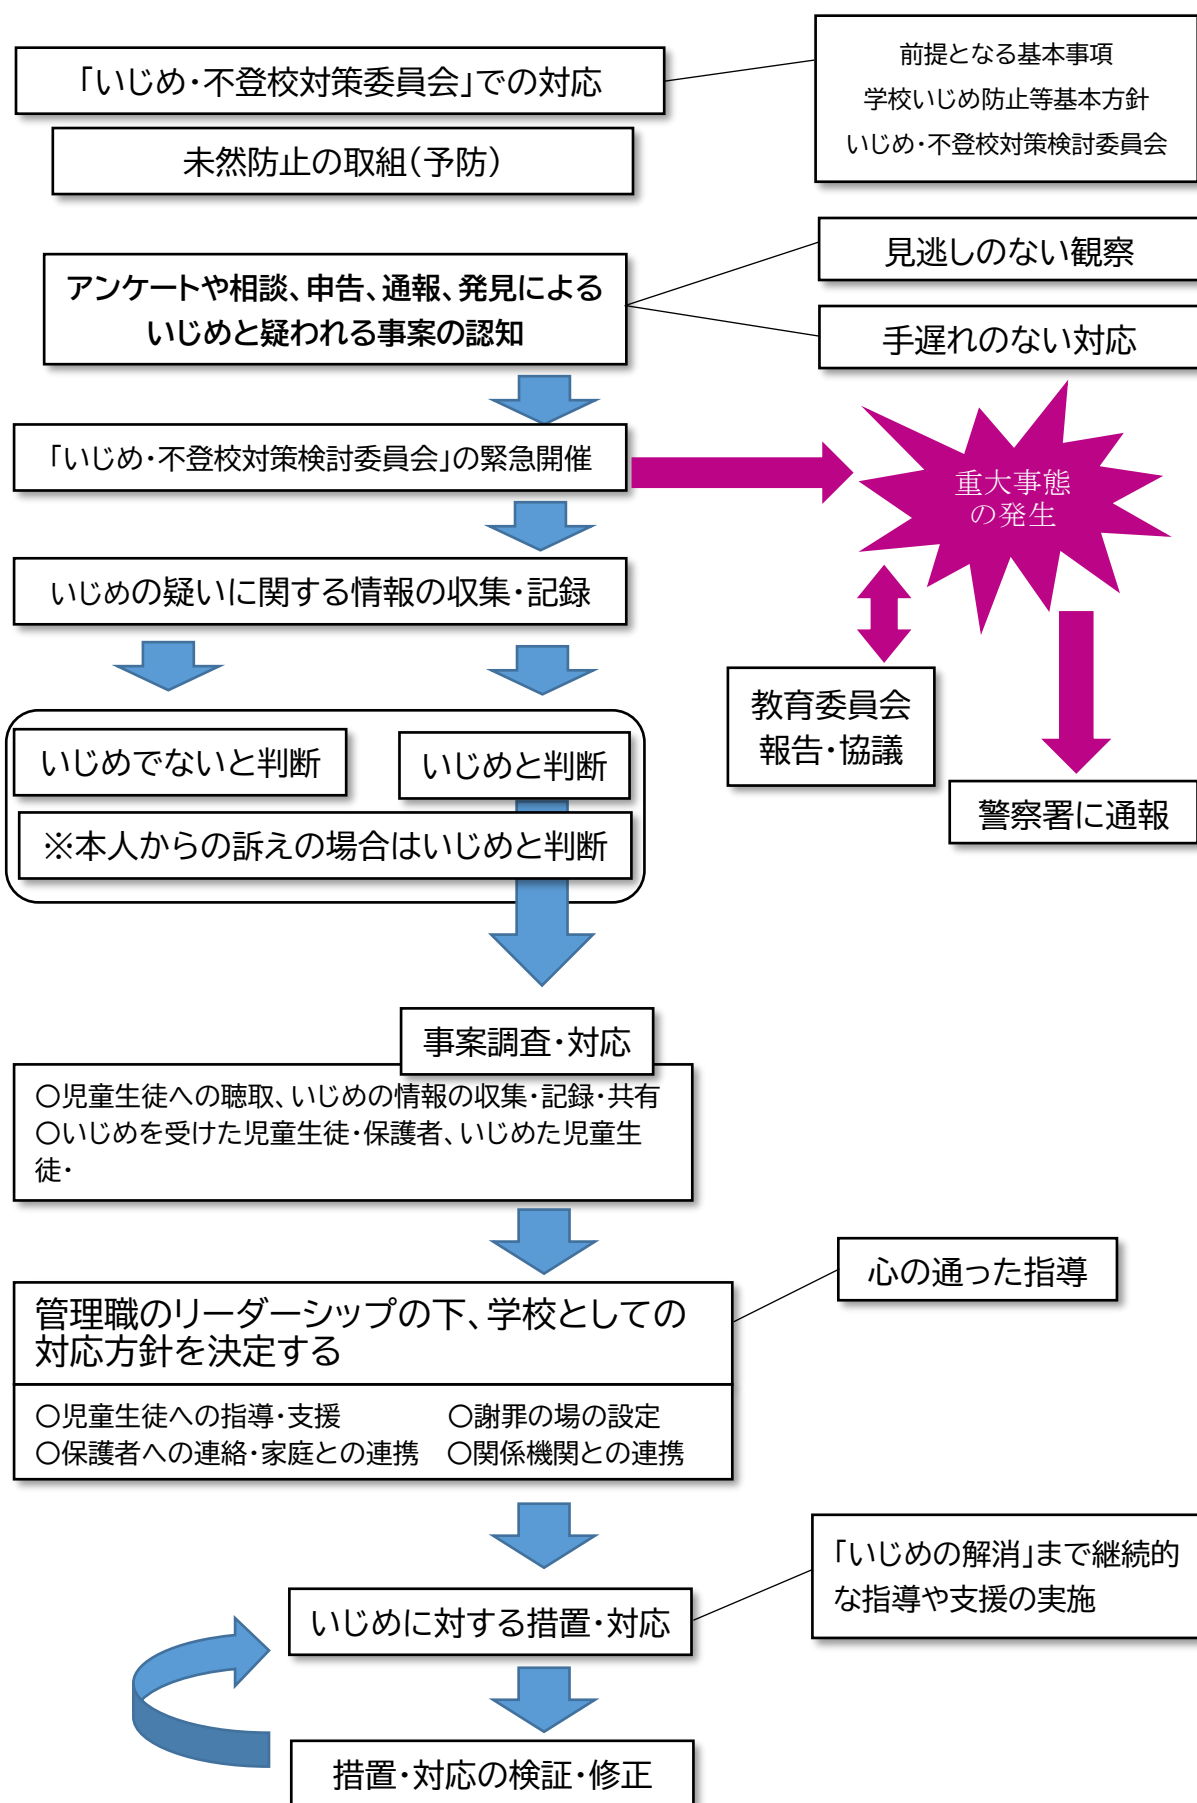 「いじめ・不登校対策委員会」での対応
前提となる基本事項
学校いじめ防止等基本方針
いじめ・不登校対策検討委員会
未然防止の取組(予防)
アンケートや相談、申告、通報、発見による
いじめと疑われる事案の認知
見逃しのない観察
手遅れのない対応
「いじめ・不登校対策検討委員会」の緊急開催
重大事態
の発生
いじめの疑いに関する情報の収集・記録
教育委員会
報告・協議
警察署に通報
いじめでないと判断
いじめと判断
※本人からの訴えの場合はいじめと判断
事案調査・対応
〇児童生徒への聴取、いじめの情報の収集・記録・共有
〇いじめを受けた児童生徒・保護者、いじめた児童生
徒・
心の通った指導
管理職のリーダーシップの下、学校としての
対応方針を決定する
〇児童生徒への指導・支援 〇謝罪の場の設定
〇保護者への連絡・家庭との連携 〇関係機関との連携
「いじめの解消」まで継続的
な指導や支援の実施
いじめに対する措置・対応
措置・対応の検証・修正